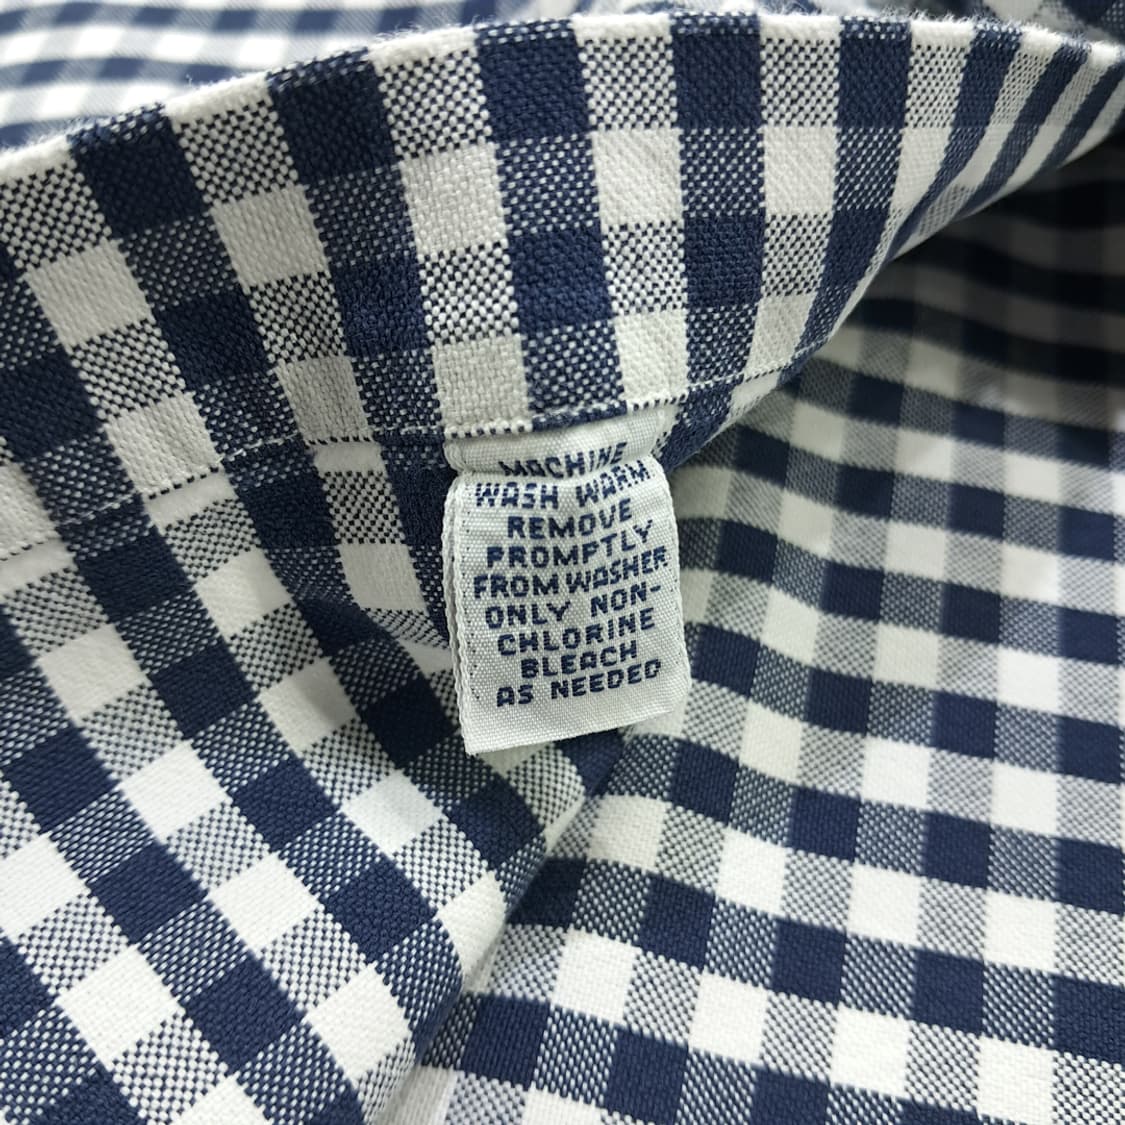 MACHINE
WASH WARM
REMOVE
PROMPTLY
FROM WASHER
ONLY NON-
CHLORINE
BLEACH
AS NEEDED